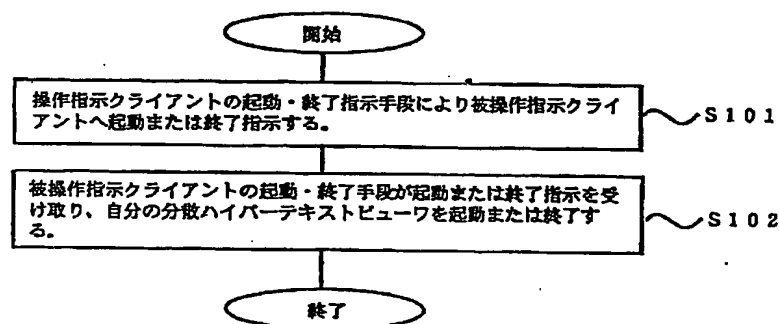 開始
操作指示クライアントの起動・終了指示手段により被操作指示クライ
アントへ起動または終了指示する。
S101
被操作指示クライアントの起動・終了手段が起動または終了指示を受
け取り、自分の分散ハイパーテキストビューワを起動または終了す
る。
S102
終了